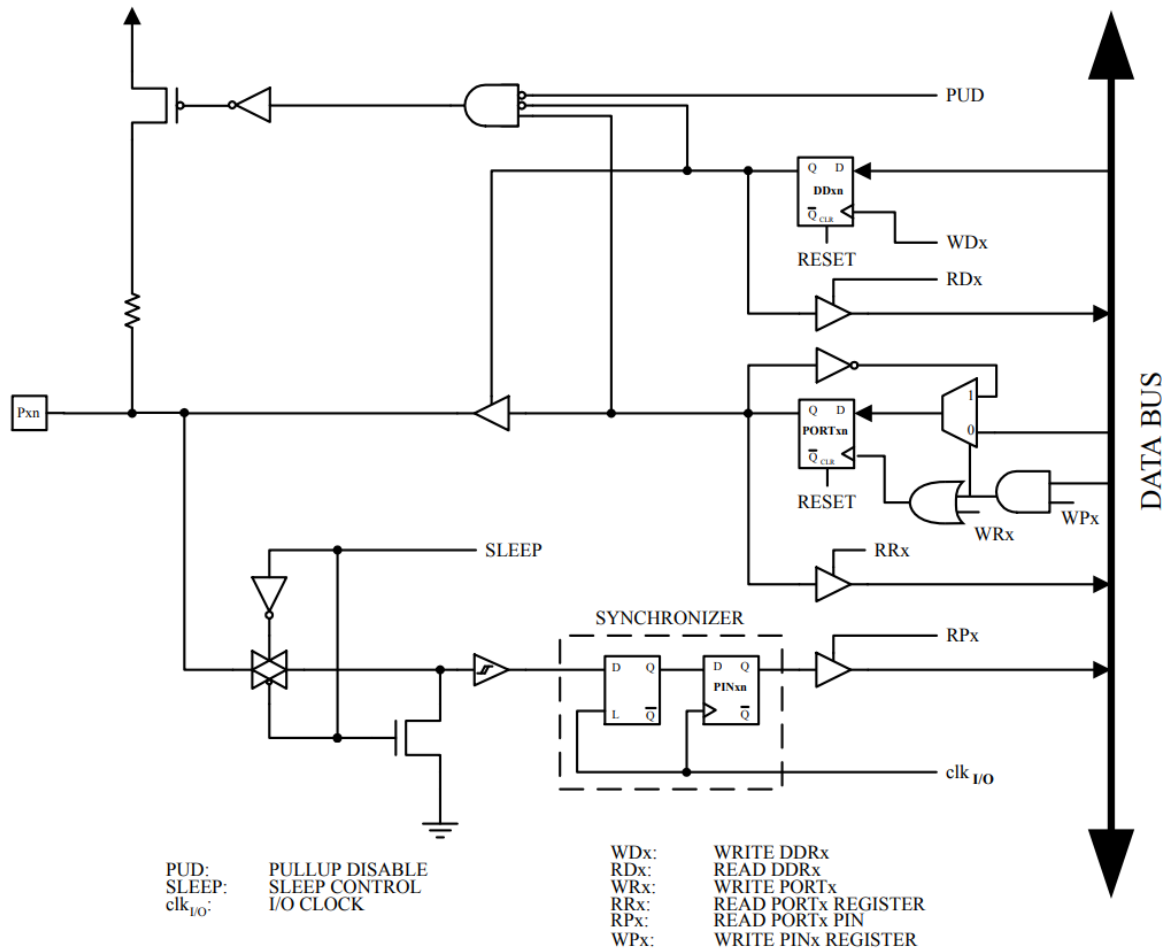 PUD
Q D
DDxn
Q CLR
WDx
RESET
RDx
Pxn
1
Q D
PORTxn
0
Q CLR
RESET
WRx
WPx
DATA BUS
SLEEP
RRx
SYNCHRONIZER
RPx
D Q
D Q
PINxn
L Q
Q
clk I/O
PUD: PULLUP DISABLE
SLEEP: SLEEP CONTROL
clkI/O: I/O CLOCK
WDx: WRITE DDRx
RDx: READ DDRx
WRx: WRITE PORTx
RRx: READ PORTx REGISTER
RPx: READ PORTx PIN
WPx: WRITE PINx REGISTER